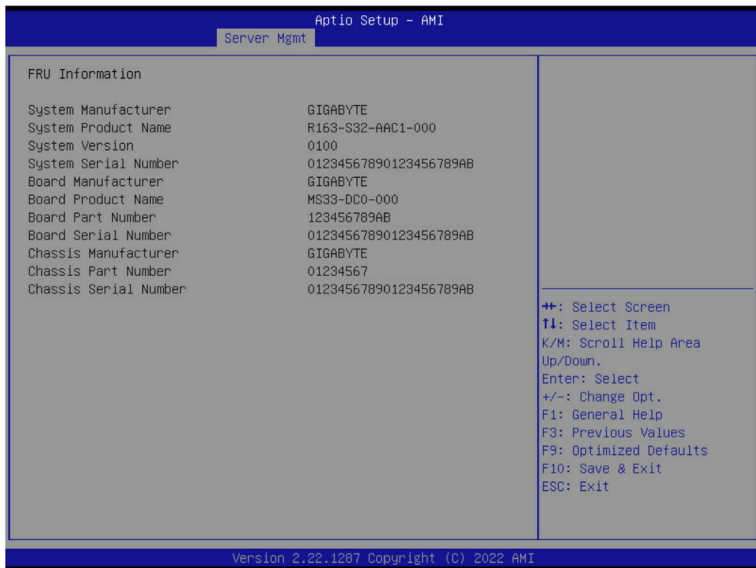 Aptio Setup – AMI
Server Mgmt
FRU Information
System Manufacturer GIGABYTE
System Product Name R163-S32-AAC1-000
System Version 0100
System Serial Number 01234567890123456789AB
Board Manufacturer GIGABYTE
Board Product Name MS33-DC0-000
Board Part Number 123456789AB
Board Serial Number 01234567890123456789AB
Chassis Manufacturer GIGABYTE
Chassis Part Number 01234567
Chassis Serial Number 01234567890123456789AB
→←: Select Screen
↑↓: Select Item
K/M: Scroll Help Area
Up/Down.
Enter: Select
+/-: Change Opt.
F1: General Help
F3: Previous Values
F9: Optimized Defaults
F10: Save & Exit
ESC: Exit
Version 2.22.1287 Copyright (C) 2022 AMI